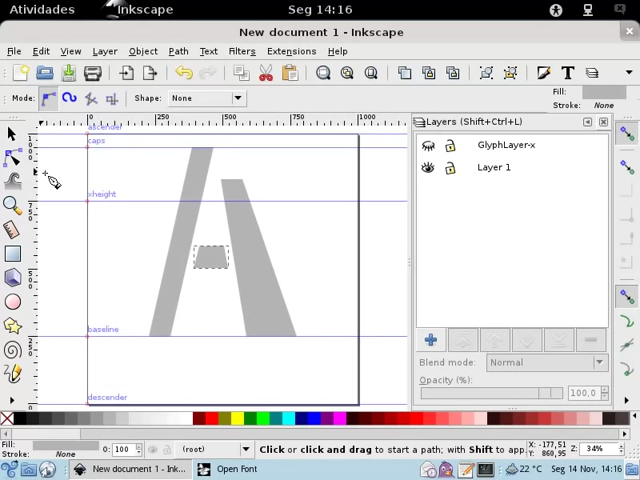 Atividades Inkscape Seg 14:16
New document 1 - Inkscape
File Edit View Layer Object Path Text Filters Extensions Help
Mode: Shape: None Fill:
Stroke: None
0 250 500 750 1000
ascender
caps
xheight
baseline
descender
Layers (Shift+Ctrl+L)
GlyphLayer-x
Layer 1
Blend mode: Normal
Opacity (%): 100,0
Fill:
Stroke: None
O: 100 (root) Click or click and drag to start a path; with Shift to app X: -177,51
Y: 860,95 Z: 34%
New document 1 - Ink... Open Font 22 °C Seg 14 Nov, 14:16